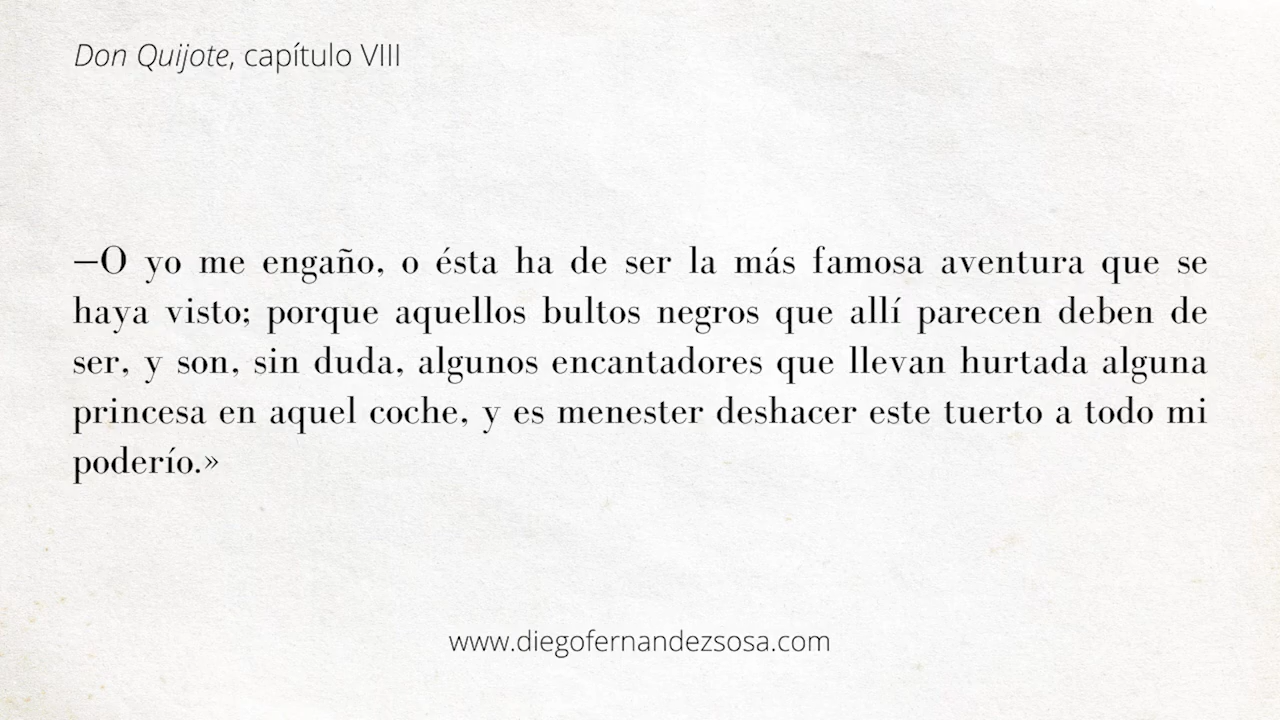 Don Quijote, capítulo VIII
—O yo me engaño, o ésta ha de ser la más famosa aventura que se
haya visto; porque aquellos bultos negros que allí parecen deben de
ser, y son, sin duda, algunos encantadores que llevan hurtada alguna
princesa en aquel coche, y es menester deshacer este tuerto a todo mi
poderío.»
www.diegofernandezsosa.com